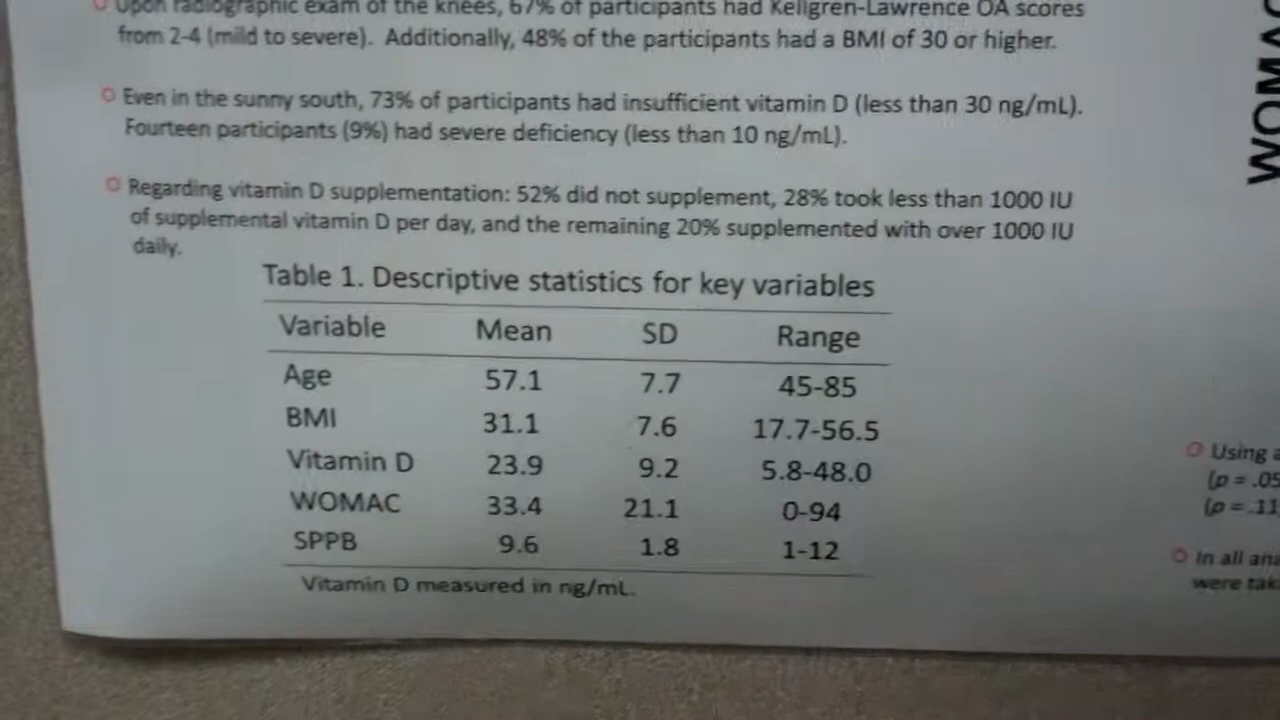 Upon radiographic exam of the knees, 67% of participants had Kellgren-Lawrence OA scores
from 2-4 (mild to severe). Additionally, 48% of the participants had a BMI of 30 or higher.
Even in the sunny south, 73% of participants had insufficient vitamin D (less than 30 ng/mL).
Fourteen participants (9%) had severe deficiency (less than 10 ng/mL).
Regarding vitamin D supplementation: 52% did not supplement, 28% took less than 1000 IU
of supplemental vitamin D per day, and the remaining 20% supplemented with over 1000 IU
daily.
Table 1. Descriptive statistics for key variables
Variable Mean SD Range
Age 57.1 7.7 45-85
BMI 31.1 7.6 17.7-56.5
Vitamin D 23.9 9.2 5.8-48.0
WOMAC 33.4 21.1 0-94
SPPB 9.6 1.8 1-12
Vitamin D measured in ng/mL.
Using
(p = .05
(p = .11
In all
were